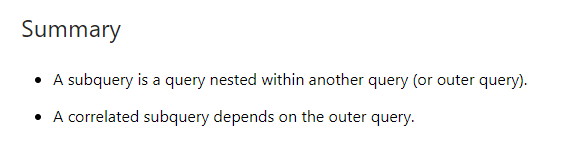 Summary
• A subquery is a query nested within another query (or outer query).
• A correlated subquery depends on the outer query.